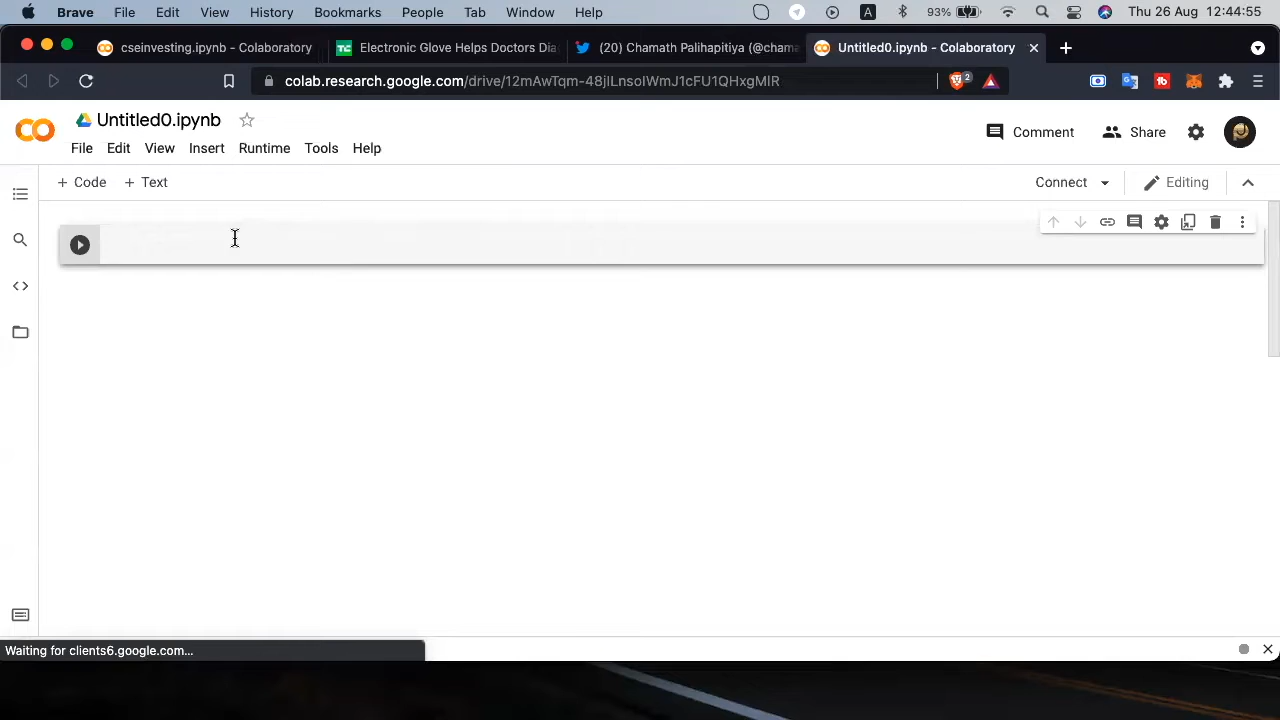 Brave File Edit View History Bookmarks People Tab Window Help A 93% Thu 26 Aug 12:44:55
cseinvesting.ipynb - Colaboratory TC Electronic Glove Helps Doctors Dia (20) Chamath Palihapitiya (@chama Untitled0.ipynb - Colaboratory
colab.research.google.com/drive/12mAwTqm-48jILnsoIWmJ1cFU1QHxgMlR 2
Untitled0.ipynb
Comment Share
File Edit View Insert Runtime Tools Help
+ Code + Text Connect Editing
Waiting for clients6.google.com...